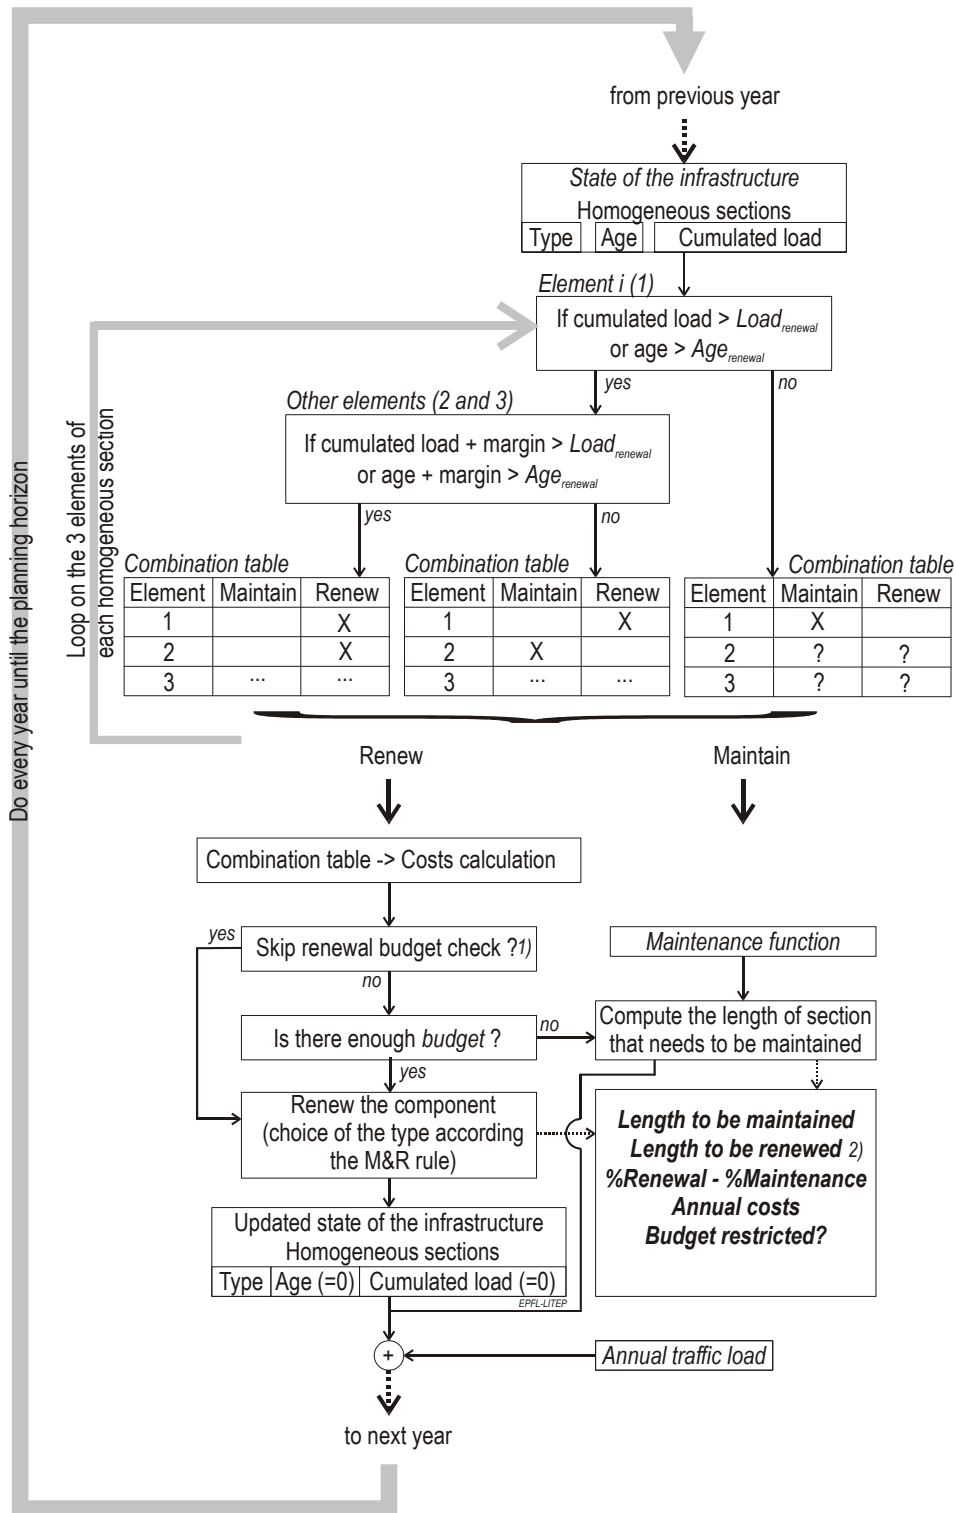 from previous year
State of the infrastructure
Homogeneous sections
Type Age Cumulated load
Element i (1)
If cumulated load > Load renewal
or age > Age renewal
yes
no
Other elements (2 and 3)
If cumulated load + margin > Load renewal
or age + margin > Age renewal
yes
no
Do every year until the planning horizon
Loop on the 3 elements of
each homogeneous section
Combination table
Element Maintain Renew
1 X
2 X
3 ... ...
Combination table
Element Maintain Renew
1 X
2 X
3 ... ...
Combination table
Element Maintain Renew
1 X
2 ? ?
3 ? ?
Renew
Maintain
Combination table -> Costs calculation
yes
Skip renewal budget check ?1)
no
Maintenance function
Is there enough budget ?
no
yes
Compute the length of section
that needs to be maintained
Renew the component
(choice of the type according
the M&R rule)
Length to be maintained
Length to be renewed 2)
%Renewal - %Maintenance
Annual costs
Budget restricted?
Updated state of the infrastructure
Homogeneous sections
Type Age (=0) Cumulated load (=0)
EPFL-LITEP
+
Annual traffic load
to next year